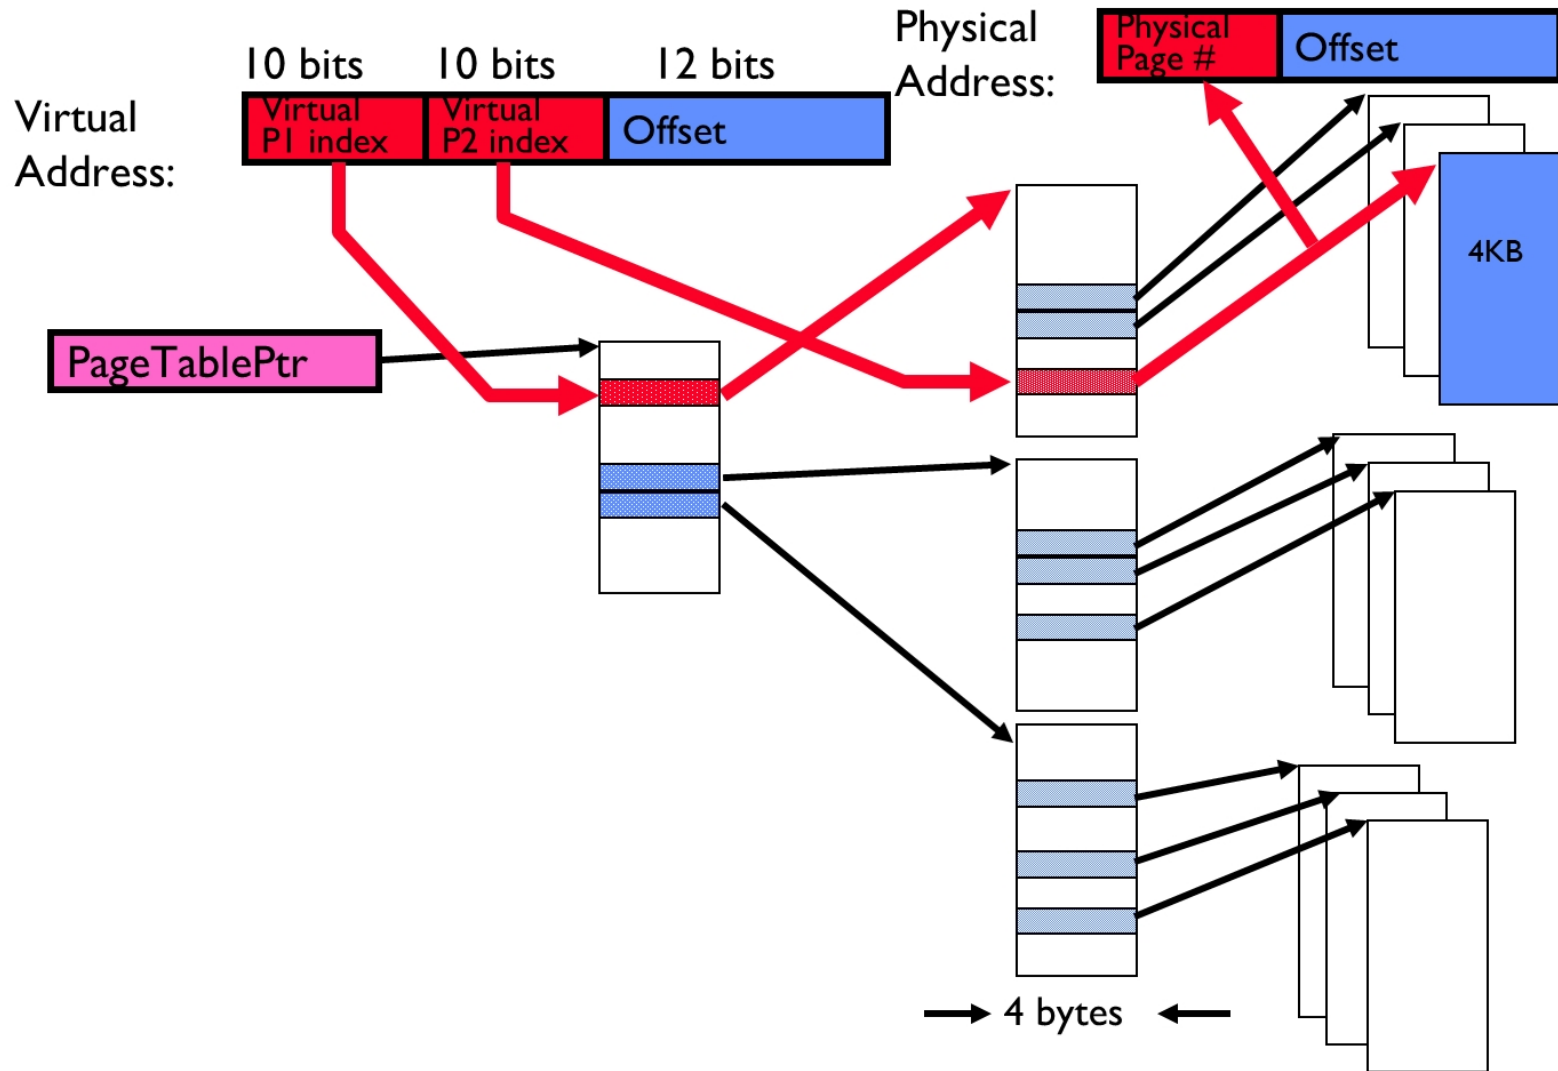 10 bits
10 bits
12 bits
Virtual
Address:
Virtual
P1 index
Virtual
P2 index
Offset
Physical
Address:
Physical
Page #
Offset
4KB
PageTablePtr
4 bytes